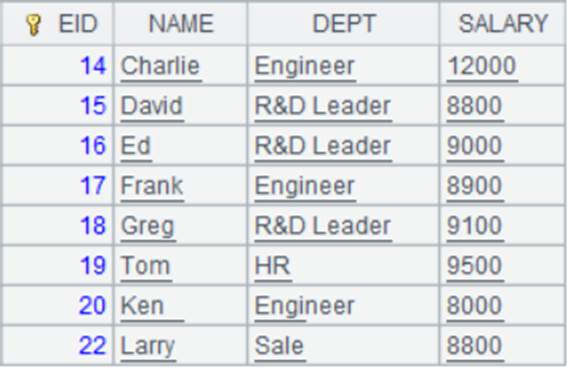 EID NAME DEPT SALARY
14 Charlie Engineer 12000
15 David R&D Leader 8800
16 Ed R&D Leader 9000
17 Frank Engineer 8900
18 Greg R&D Leader 9100
19 Tom HR 9500
20 Ken Engineer 8000
22 Larry Sale 8800